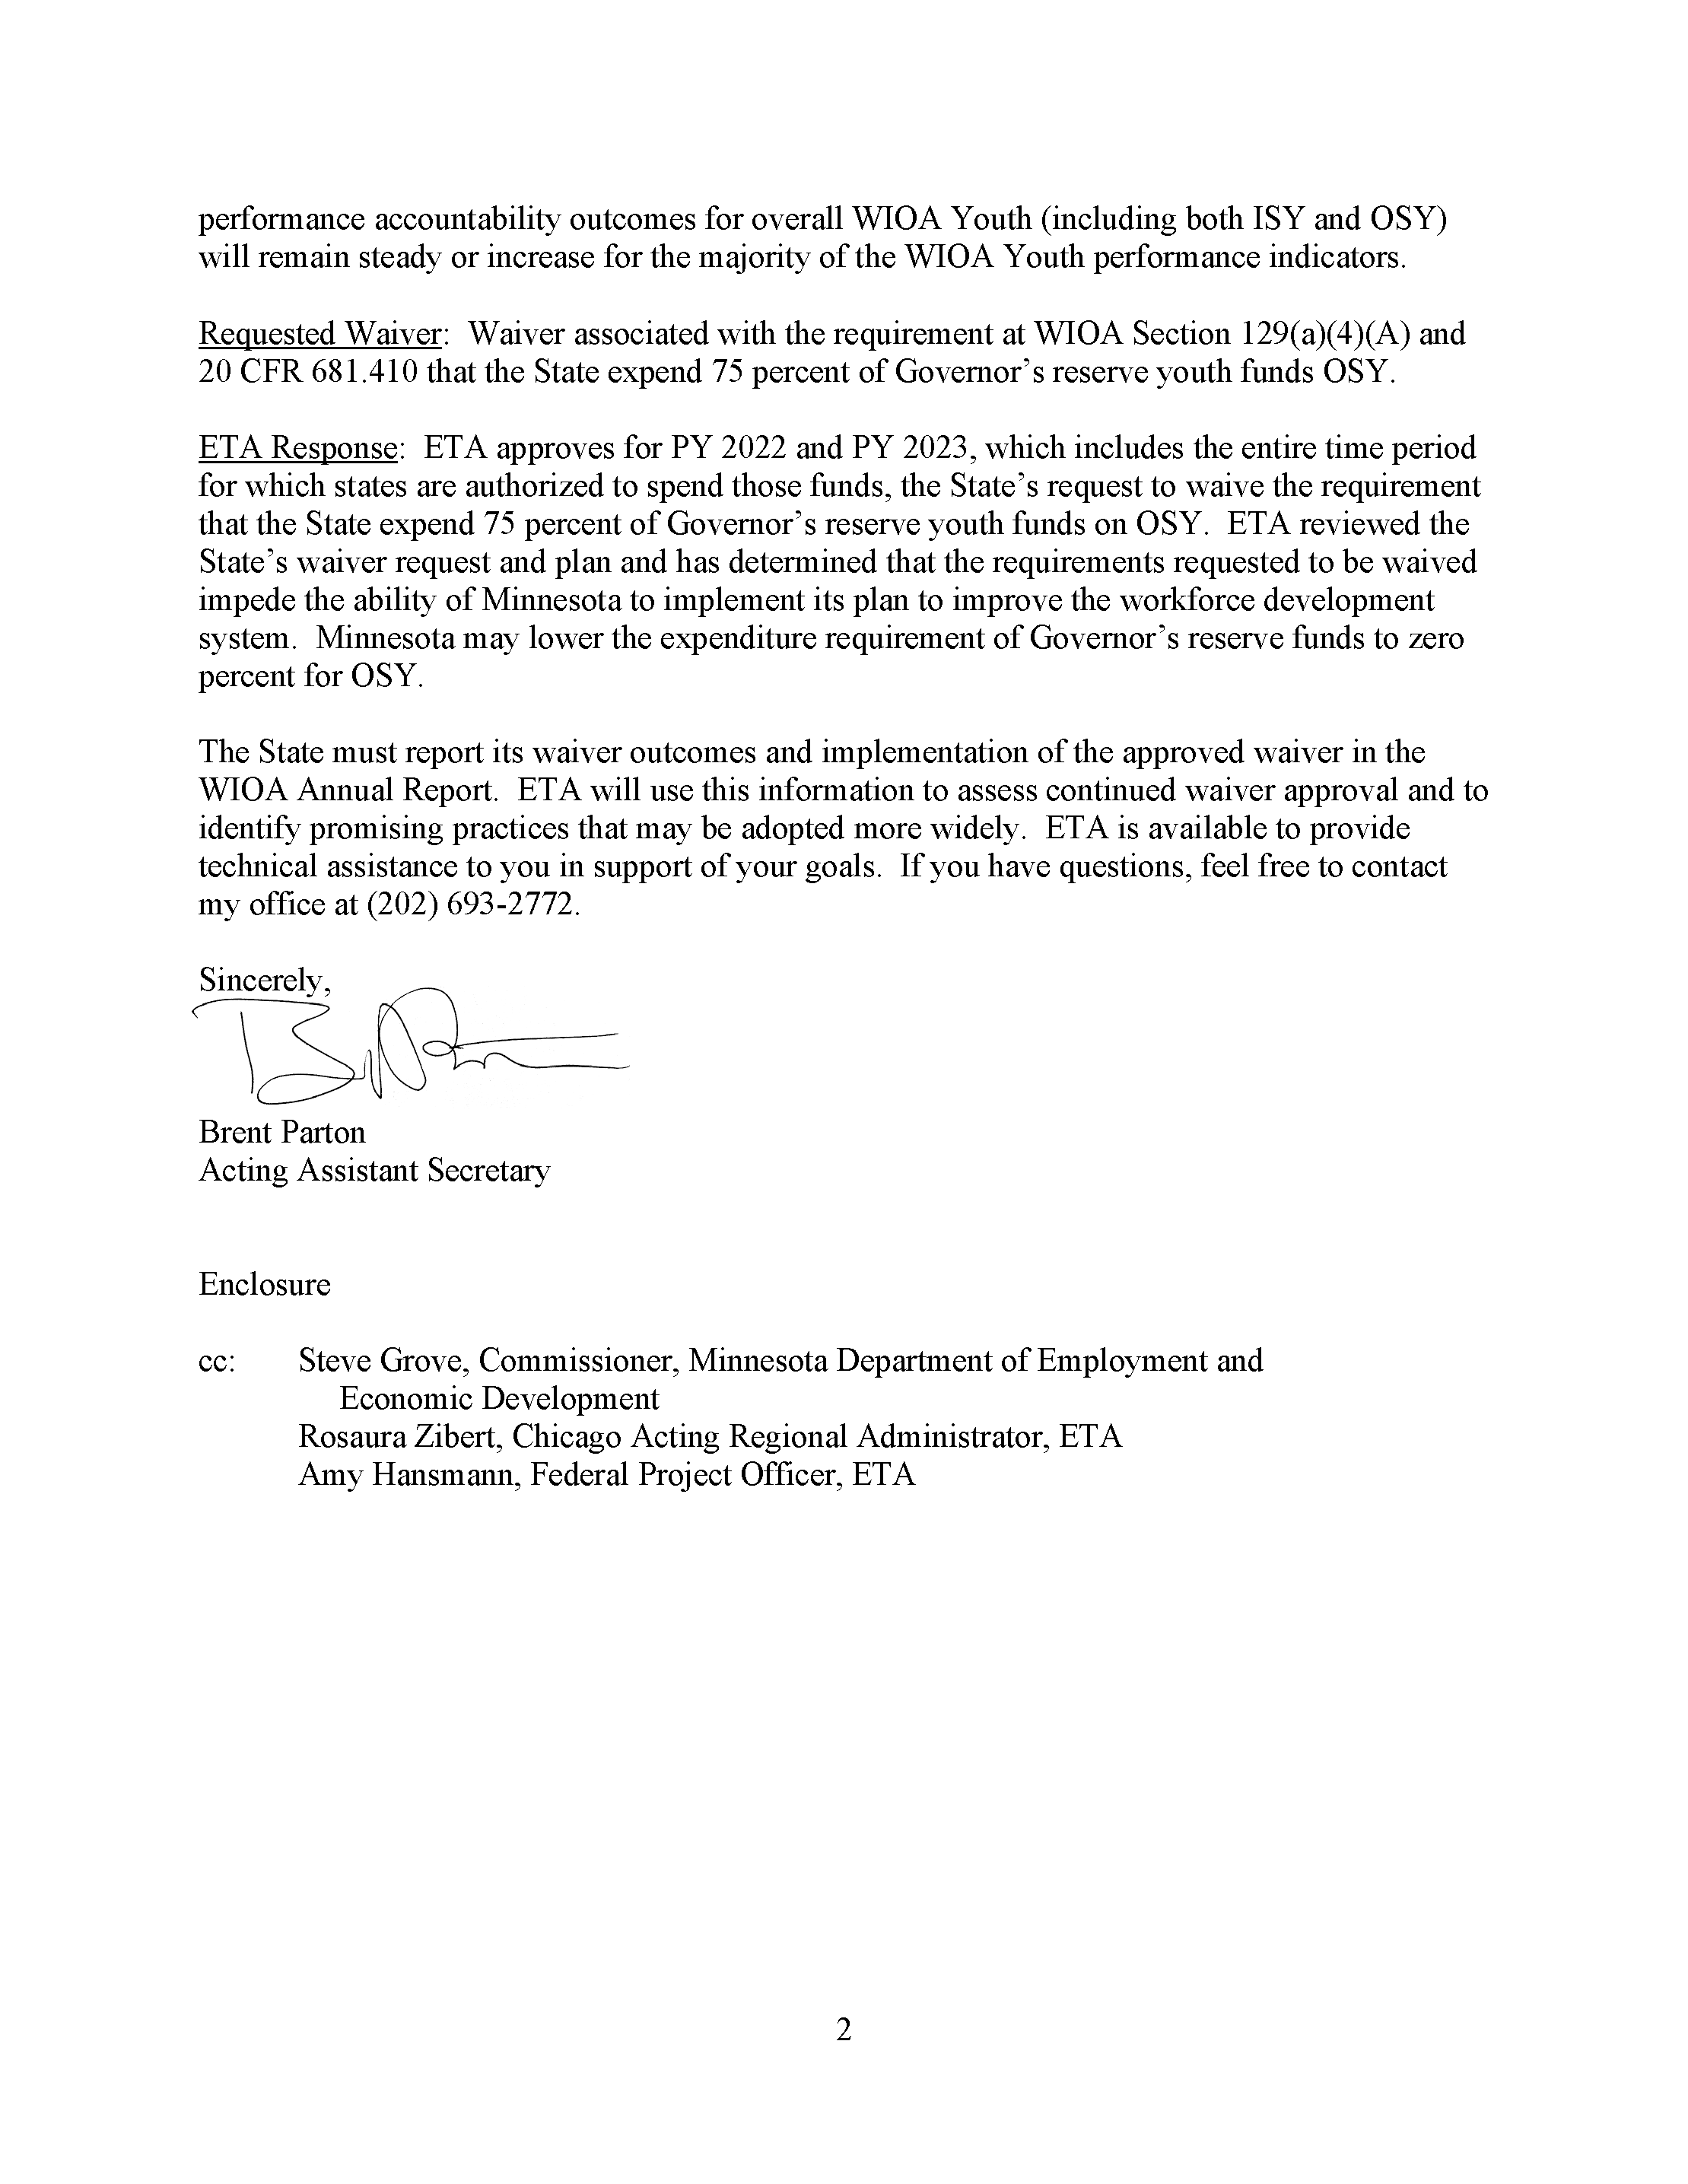 performance accountability outcomes for overall WIOA Youth (including both ISY and OSY)
will remain steady or increase for the majority of the WIOA Youth performance indicators.
Requested Waiver:  Waiver associated with the requirement at WIOA Section 129(a)(4)(A) and
20 CFR 681.410 that the State expend 75 percent of Governor’s reserve youth funds OSY.
ETA Response:  ETA approves for PY 2022 and PY 2023, which includes the entire time period
for which states are authorized to spend those funds, the State’s request to waive the requirement
that the State expend 75 percent of Governor’s reserve youth funds on OSY.  ETA reviewed the
State’s waiver request and plan and has determined that the requirements requested to be waived
impede the ability of Minnesota to implement its plan to improve the workforce development
system.  Minnesota may lower the expenditure requirement of Governor’s reserve funds to zero
percent for OSY.
The State must report its waiver outcomes and implementation of the approved waiver in the
WIOA Annual Report.  ETA will use this information to assess continued waiver approval and to
identify promising practices that may be adopted more widely.  ETA is available to provide
technical assistance to you in support of your goals.  If you have questions, feel free to contact
my office at (202) 693-2772.
Sincerely,
Brent Parton
Acting Assistant Secretary
Enclosure
cc: Steve Grove, Commissioner, Minnesota Department of Employment and
Economic Development
Rosaura Zibert, Chicago Acting Regional Administrator, ETA
Amy Hansmann, Federal Project Officer, ETA
2